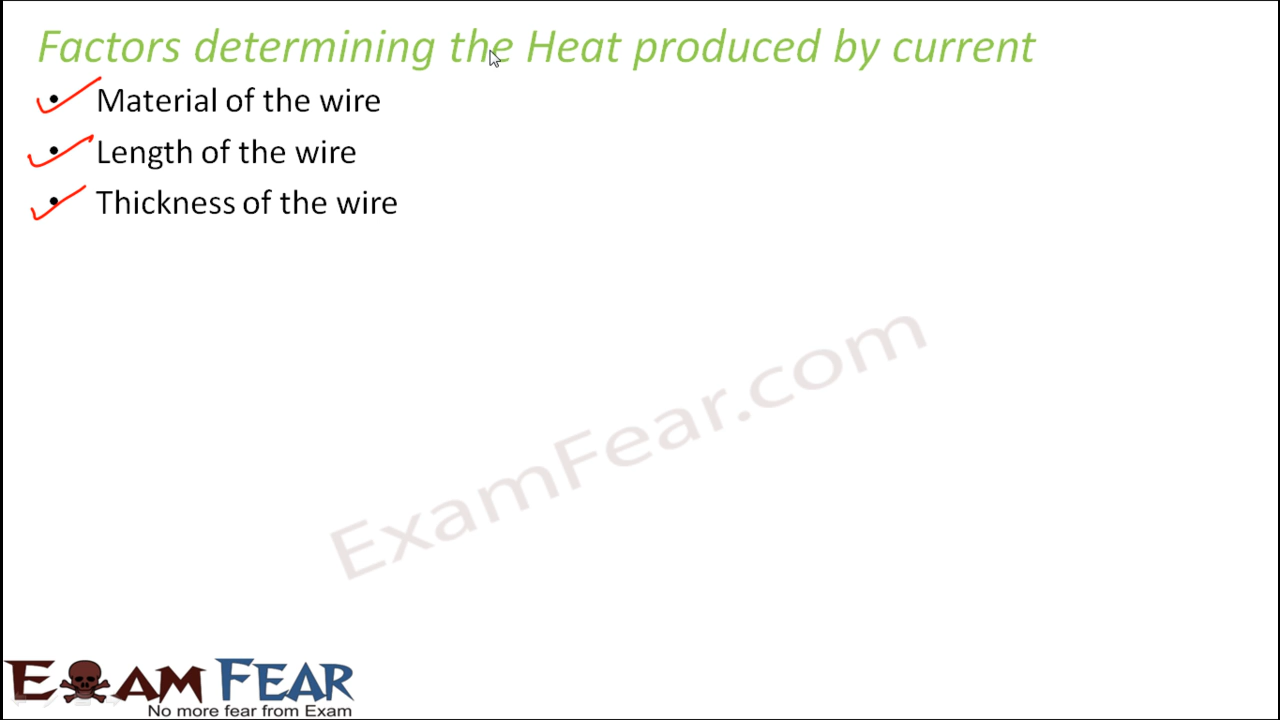 Factors determining the Heat produced by current
• Material of the wire
• Length of the wire
• Thickness of the wire
ExamFear.com
EXAM FEAR
No more fear from Exam